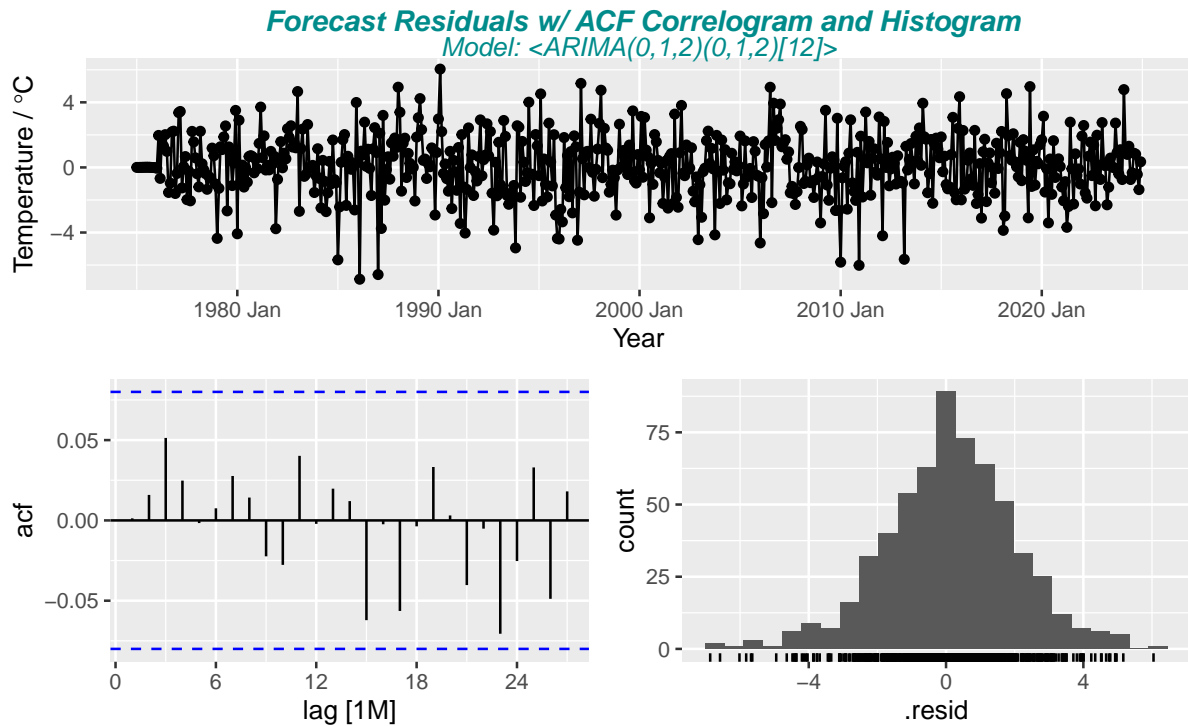 Forecast Residuals w/ ACF Correlogram and Histogram
Model: <ARIMA(0,1,2)(0,1,2)[12]>
Temperature / °C
4
0
−4
1980 Jan
1990 Jan
2000 Jan
2010 Jan
2020 Jan
Year
acf
0.05
0.00
−0.05
0
6
12
18
24
lag [1M]
count
75
50
25
0
−4
0
4
.resid